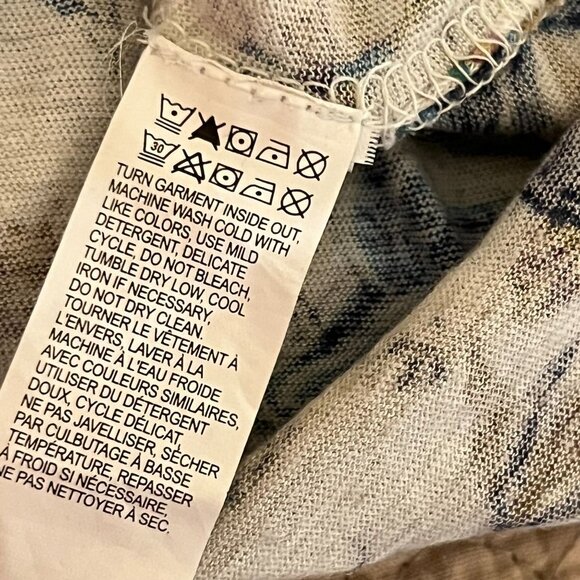 30
TURN GARMENT INSIDE OUT,
MACHINE WASH COLD WITH
LIKE COLORS, USE MILD
DETERGENT, DELICATE
CYCLE, DO NOT BLEACH,
TUMBLE DRY LOW, COOL
IRON IF NECESSARY,
DO NOT DRY CLEAN.
TOURNER LE VÊTEMENT À
L'ENVERS, LAVER À LA
MACHINE À L'EAU FROIDE
AVEC COULEURS SIMILAIRES,
UTILISER DU DETERGENT
DOUX, CYCLE DÉLICAT,
NE PAS JAVELLISER, SÉCHER
PAR CULBUTAGE À BASSE
TEMPÉRATURE, REPASSER
À FROID SI NÉCESSAIRE,
NE PAS NETTOYER À SEC.